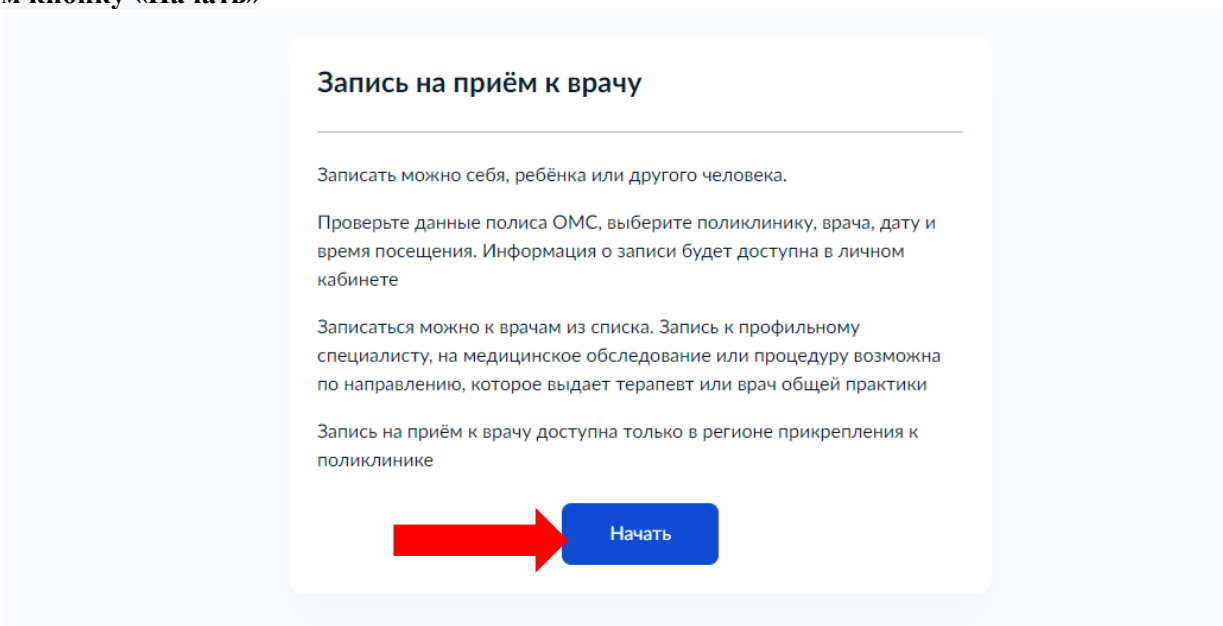 кнопку «Начать»
Запись на приём к врачу
Записать можно себя, ребёнка или другого человека.
Проверьте данные полиса ОМС, выберите поликлинику, врача, дату и
время посещения. Информация о записи будет доступна в личном
кабинете
Записаться можно к врачам из списка. Запись к профильному
специалисту, на медицинское обследование или процедуру возможна
по направлению, которое выдает терапевт или врач общей практики
Запись на приём к врачу доступна только в регионе прикрепления к
поликлинике
Начать